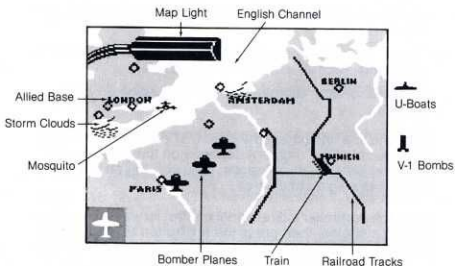 Map Light
English Channel
BERLIN
Allied Base
LONDON
AMSTERDAM
U-Boats
Storm Clouds
V-1 Bombs
Mosquito
MUNICH
PARIS
Bomber Planes
Train
Railroad Tracks